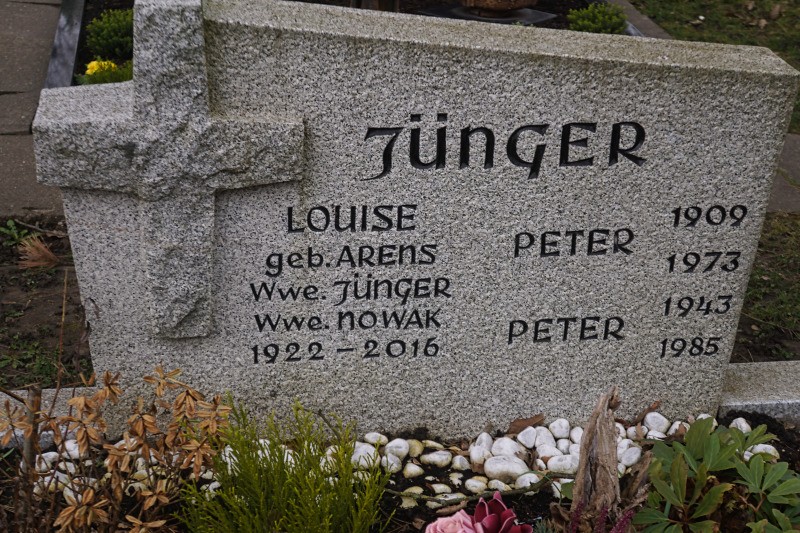 JÜNGER
LOUISE
geb. ARENS
Wwe. JÜNGER
Wwe. NOWAK
1922 – 2016
PETER 1909
1973
PETER 1943
1985